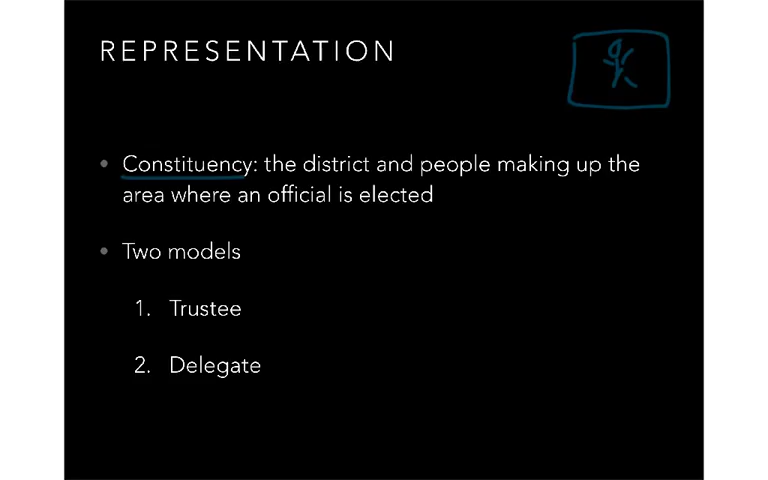 REPRESENTATION
• Constituency: the district and people making up the
area where an official is elected
• Two models
1. Trustee
2. Delegate